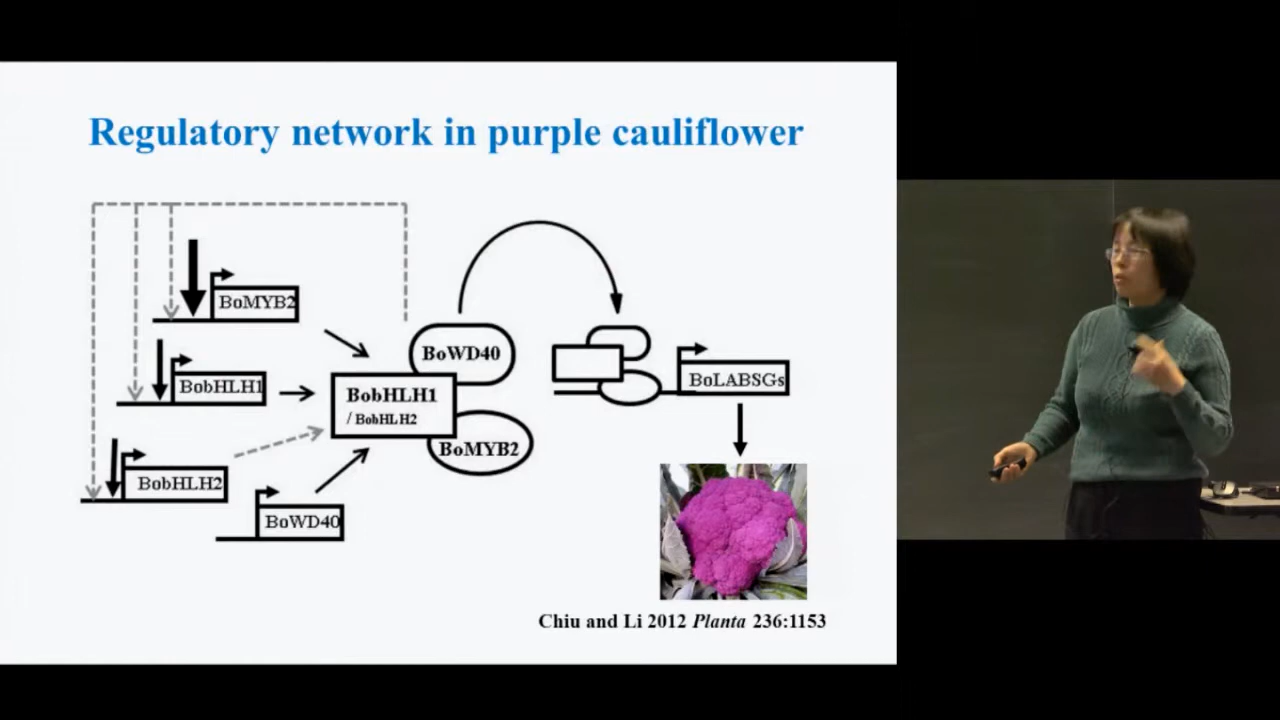 Regulatory network in purple cauliflower
BoMYB2
BobHLH1
BobHLH2
BoWD40
BoWD40
BobHLH1
/ BobHLH2
BoMYB2
BoLABSGs
Chiu and Li 2012 Planta 236:1153